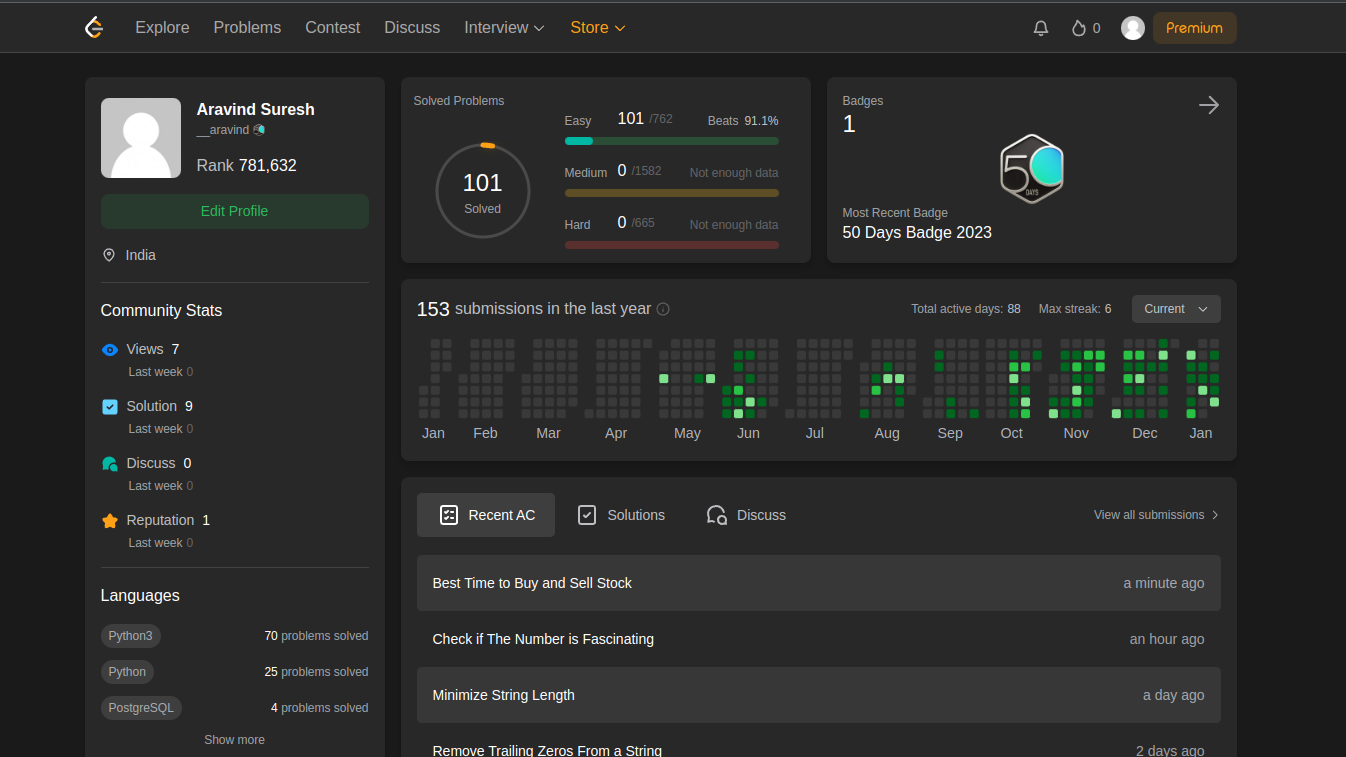 Explore Problems Contest Discuss Interview Store 0 Premium
Aravind Suresh
__aravind
Rank 781,632
Edit Profile
India
Community Stats
Views 7
Last week 0
Solution 9
Last week 0
Discuss 0
Last week 0
Reputation 1
Last week 0
Languages
Python3 70 problems solved
Python 25 problems solved
PostgreSQL 4 problems solved
Show more
Solved Problems
101
Solved
Easy 101 /762 Beats 91.1%
Medium 0 /1582 Not enough data
Hard 0 /665 Not enough data
Badges
1
50
DAYS
Most Recent Badge
50 Days Badge 2023
153 submissions in the last year Total active days: 88 Max streak: 6 Current
Jan Feb Mar Apr May Jun Jul Aug Sep Oct Nov Dec Jan
Recent AC Solutions Discuss View all submissions
Best Time to Buy and Sell Stock a minute ago
Check if The Number is Fascinating an hour ago
Minimize String Length a day ago
Remove Trailing Zeros From a String 2 days ago